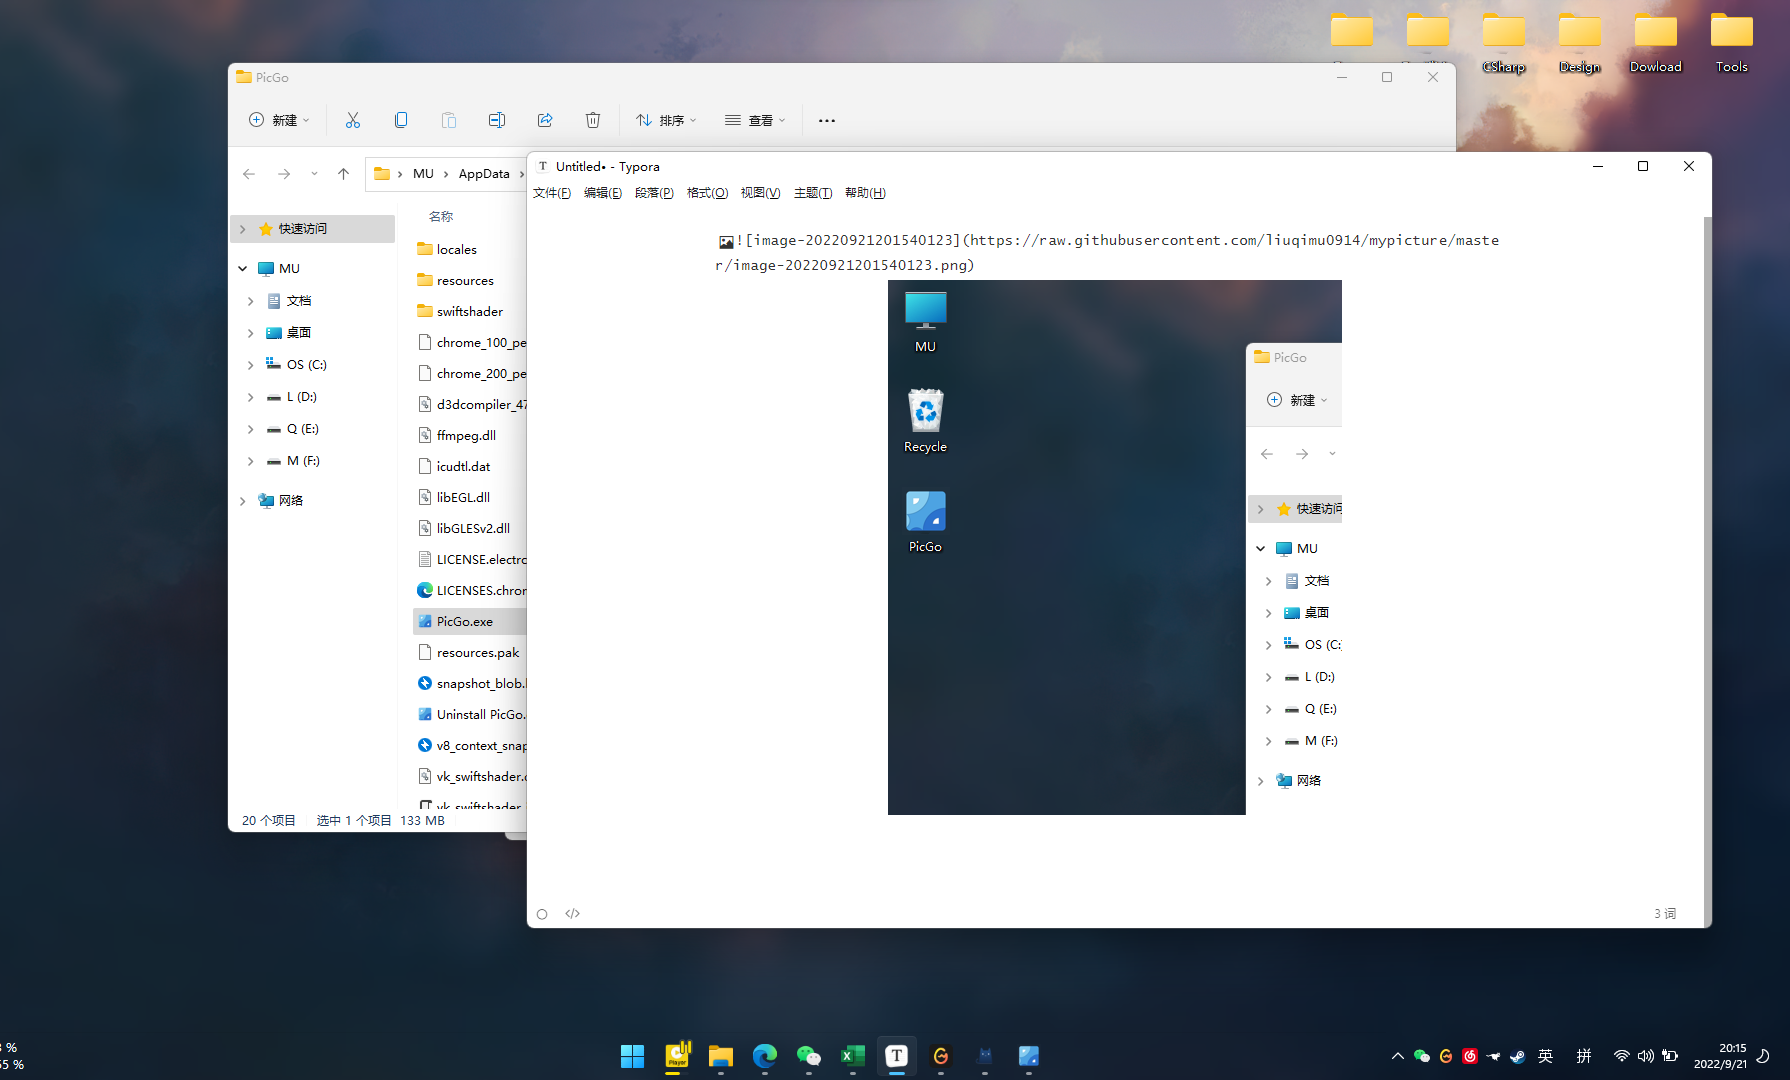 CSharp
Design
Dowload
Tools
PicGo
新建
排序
查看
MU
AppData
名称
快速访问
MU
文档
桌面
OS (C:)
L (D:)
Q (E:)
M (F:)
网络
locales
resources
swiftshader
chrome_100_pe
chrome_200_pe
d3dcompiler_47
ffmpeg.dll
icudtl.dat
libEGL.dll
libGLESv2.dll
LICENSE.electro
LICENSES.chron
PicGo.exe
resources.pak
snapshot_blob.
Uninstall PicGo.
v8_context_snap
vk_swiftshader.
vk_swiftshader
20 个项目 选中 1 个项目 133 MB
Untitled• - Typora
文件(F) 编辑(E) 段落(P) 格式(O) 视图(V) 主题(T) 帮助(H)
![image-20220921201540123](https://raw.githubusercontent.com/liuqimu0914/mypicture/maste
r/image-20220921201540123.png)
MU
Recycle
PicGo
PicGo
新建
快速访问
MU
文档
桌面
OS (C:
L (D:)
Q (E:)
M (F:)
网络
</>
3 词
%
55 %
Player
英
拼
20:15
2022/9/21